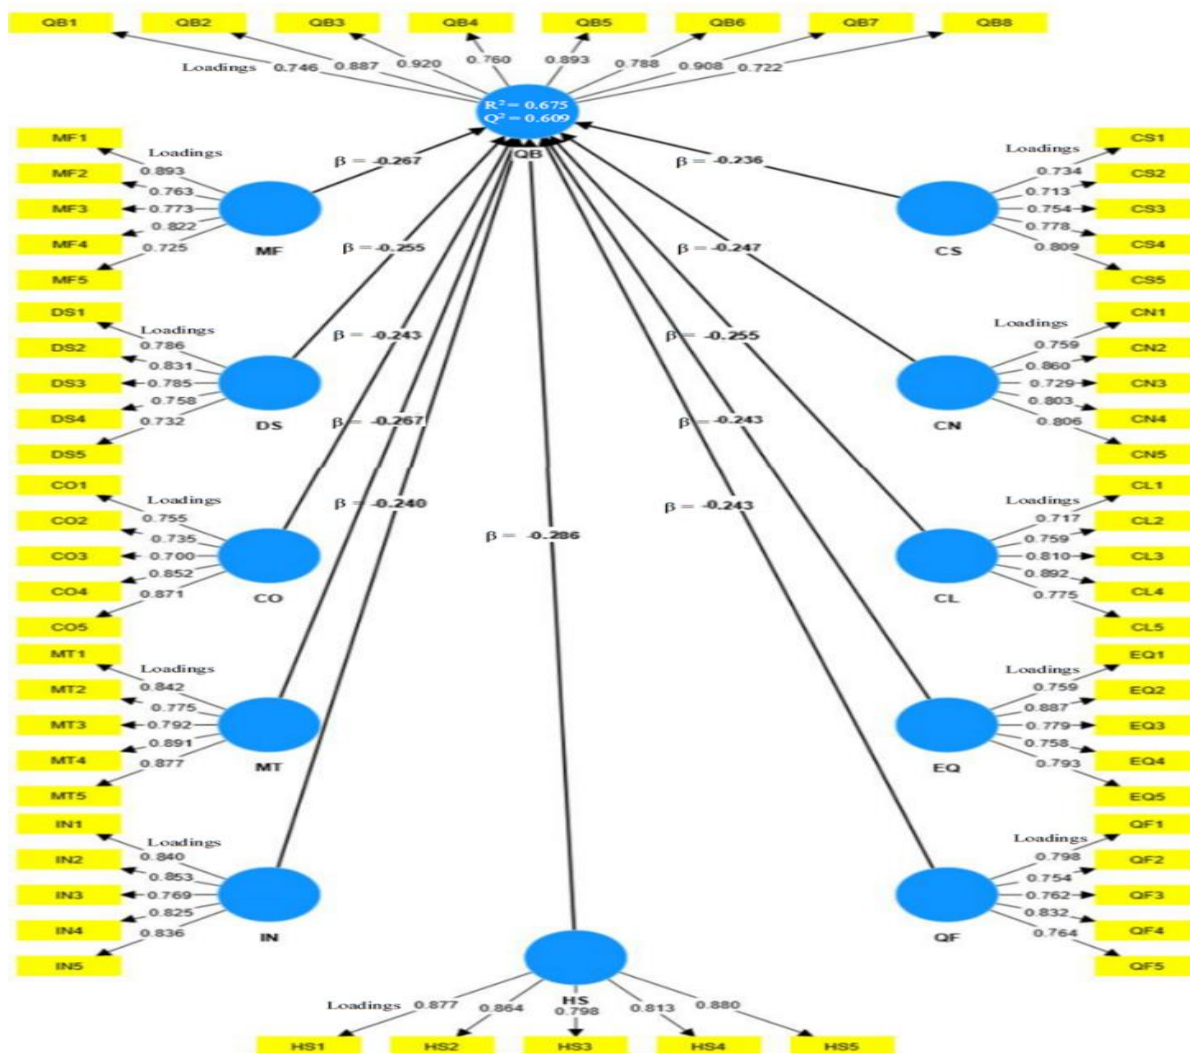 QB1 QB2 QB3 QB4 QB5 QB6 QB7 QB8
Loadings 0.746 0.887 0.920 0.760 0.893 0.788 0.908 0.722
R² = 0.675
Q² = 0.609
QB
MF1
Loadings
0.893
MF2
0.763
MF3
0.773
MF4
0.822
0.725
MF5
MF
β = -0.267
DS1
Loadings
0.786
DS2
0.831
DS3
0.785
DS4
0.758
0.732
DS5
DS
β = -0.255
CO1
Loadings
0.755
CO2
0.735
CO3
0.700
CO4
0.852
0.871
CO5
CO
β = -0.243
MT1
Loadings
0.842
MT2
0.775
MT3
0.792
MT4
0.891
0.877
MT5
MT
β = -0.267
IN1
Loadings
0.840
IN2
0.853
IN3
0.769
IN4
0.825
0.836
IN5
IN
β = -0.240
β = -0.286
HS
Loadings 0.877 0.864 0.798 0.813 0.880
HS1 HS2 HS3 HS4 HS5
β = -0.236
CS
CS1
Loadings
0.734
CS2
0.713
CS3
0.754
CS4
0.778
0.809
CS5
β = -0.247
CN
CN1
Loadings
0.759
CN2
0.860
CN3
0.729
CN4
0.803
0.806
CN5
β = -0.255
CL
CL1
Loadings
0.717
CL2
0.759
CL3
0.810
CL4
0.892
0.775
CL5
β = -0.243
EQ
EQ1
Loadings
0.759
EQ2
0.887
EQ3
0.779
EQ4
0.758
0.793
EQ5
β = -0.243
QF
QF1
Loadings
0.798
QF2
0.754
QF3
0.762
QF4
0.832
0.764
QF5